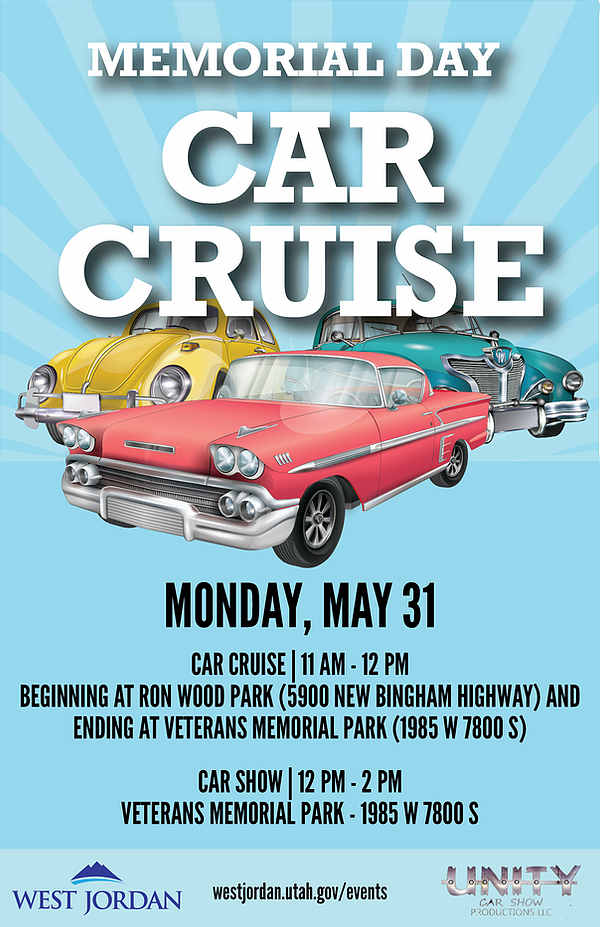 MEMORIAL DAY
CAR
CRUISE
MONDAY, MAY 31
CAR CRUISE | 11 AM - 12 PM
BEGINNING AT RON WOOD PARK (5900 NEW BINGHAM HIGHWAY) AND
ENDING AT VETERANS MEMORIAL PARK (1985 W 7800 S)
CAR SHOW | 12 PM - 2 PM
VETERANS MEMORIAL PARK - 1985 W 7800 S
WEST JORDAN
westjordan.utah.gov/events
UNITY
CAR SHOW
PRODUCTIONS LLC